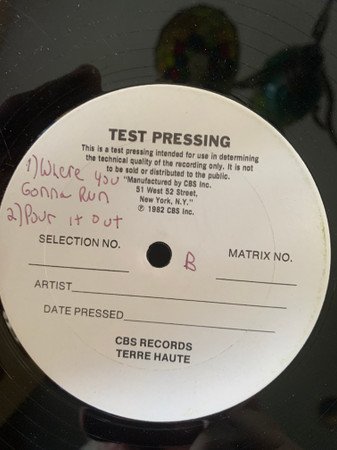 TEST PRESSING
This is a test pressing intended for use in determining
the technical quality of the recording only. It is not
to be sold or distributed to the public.
"Manufactured by CBS Inc.
51 West 52 Street,
New York, N.Y."
℗ 1982 CBS Inc.
1) Where you
Gonna Run
2) Pour it out
SELECTION NO.
B
MATRIX NO.
ARTIST
DATE PRESSED
CBS RECORDS
TERRE HAUTE